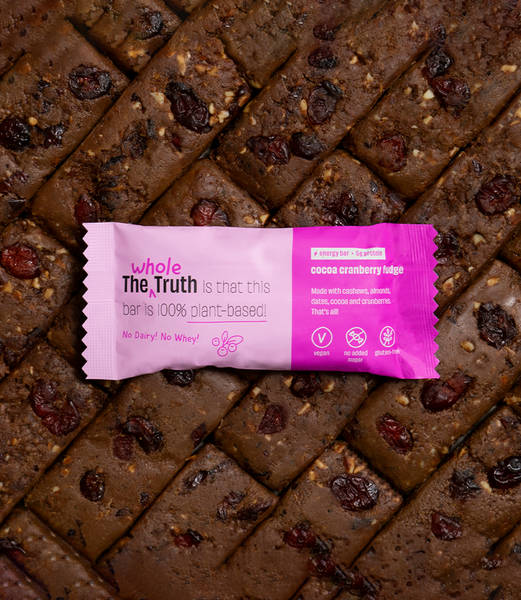 whole
The Truth is that this
bar is 100% plant-based!
No Dairy! No Whey!
energy bar • 5g protein
cocoa cranberry fudge
Made with cashews, almonds,
dates, cocoa and cranberries.
That's all!
vegan
no added
sugar
gluten-free